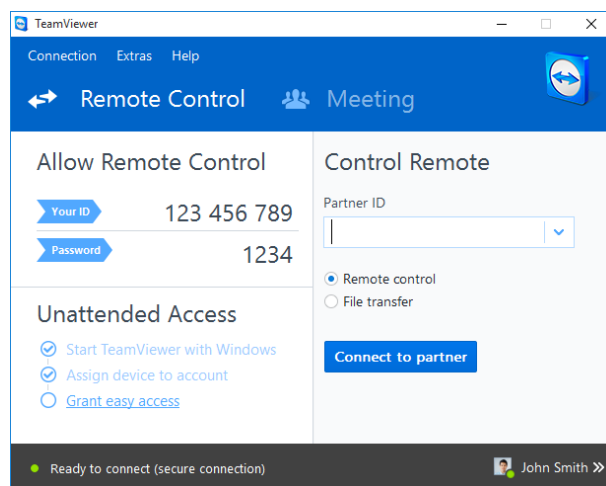 TeamViewer
Connection Extras Help
Remote Control Meeting
Allow Remote Control
Your ID 123 456 789
Password 1234
Unattended Access
Start TeamViewer with Windows
Assign device to account
Grant easy access
Control Remote
Partner ID
Remote control
File transfer
Connect to partner
Ready to connect (secure connection)
John Smith